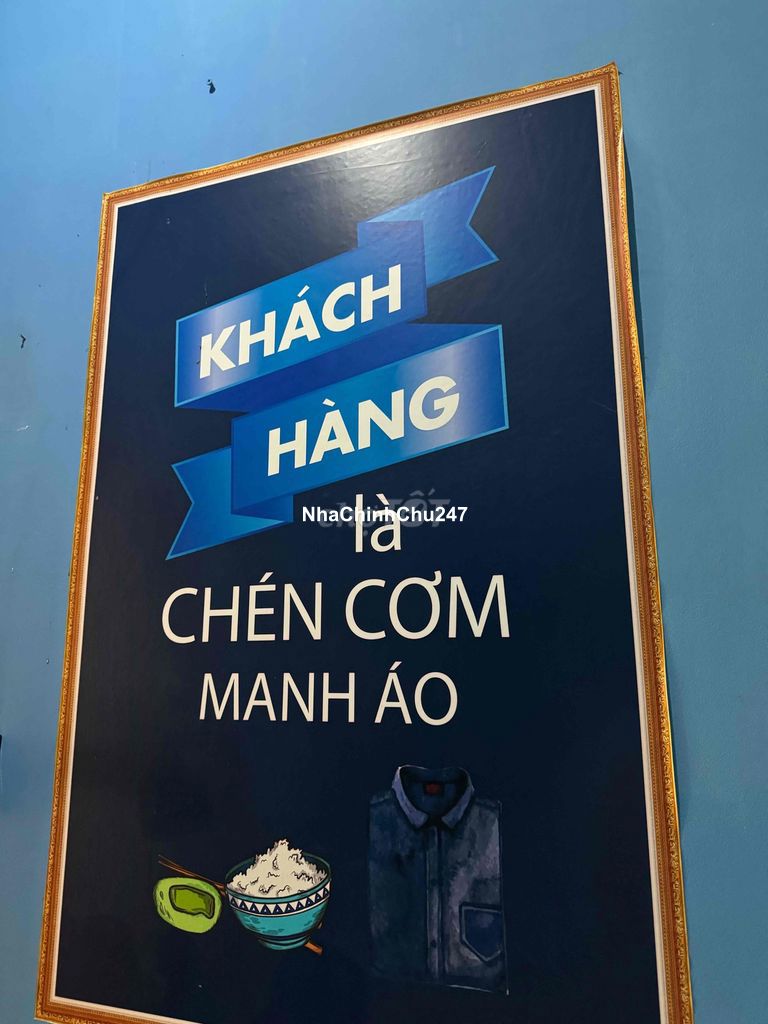 KHÁCH
HÀNG
NhaChinhChu247
là
CHÉN CƠM
MANH ÁO